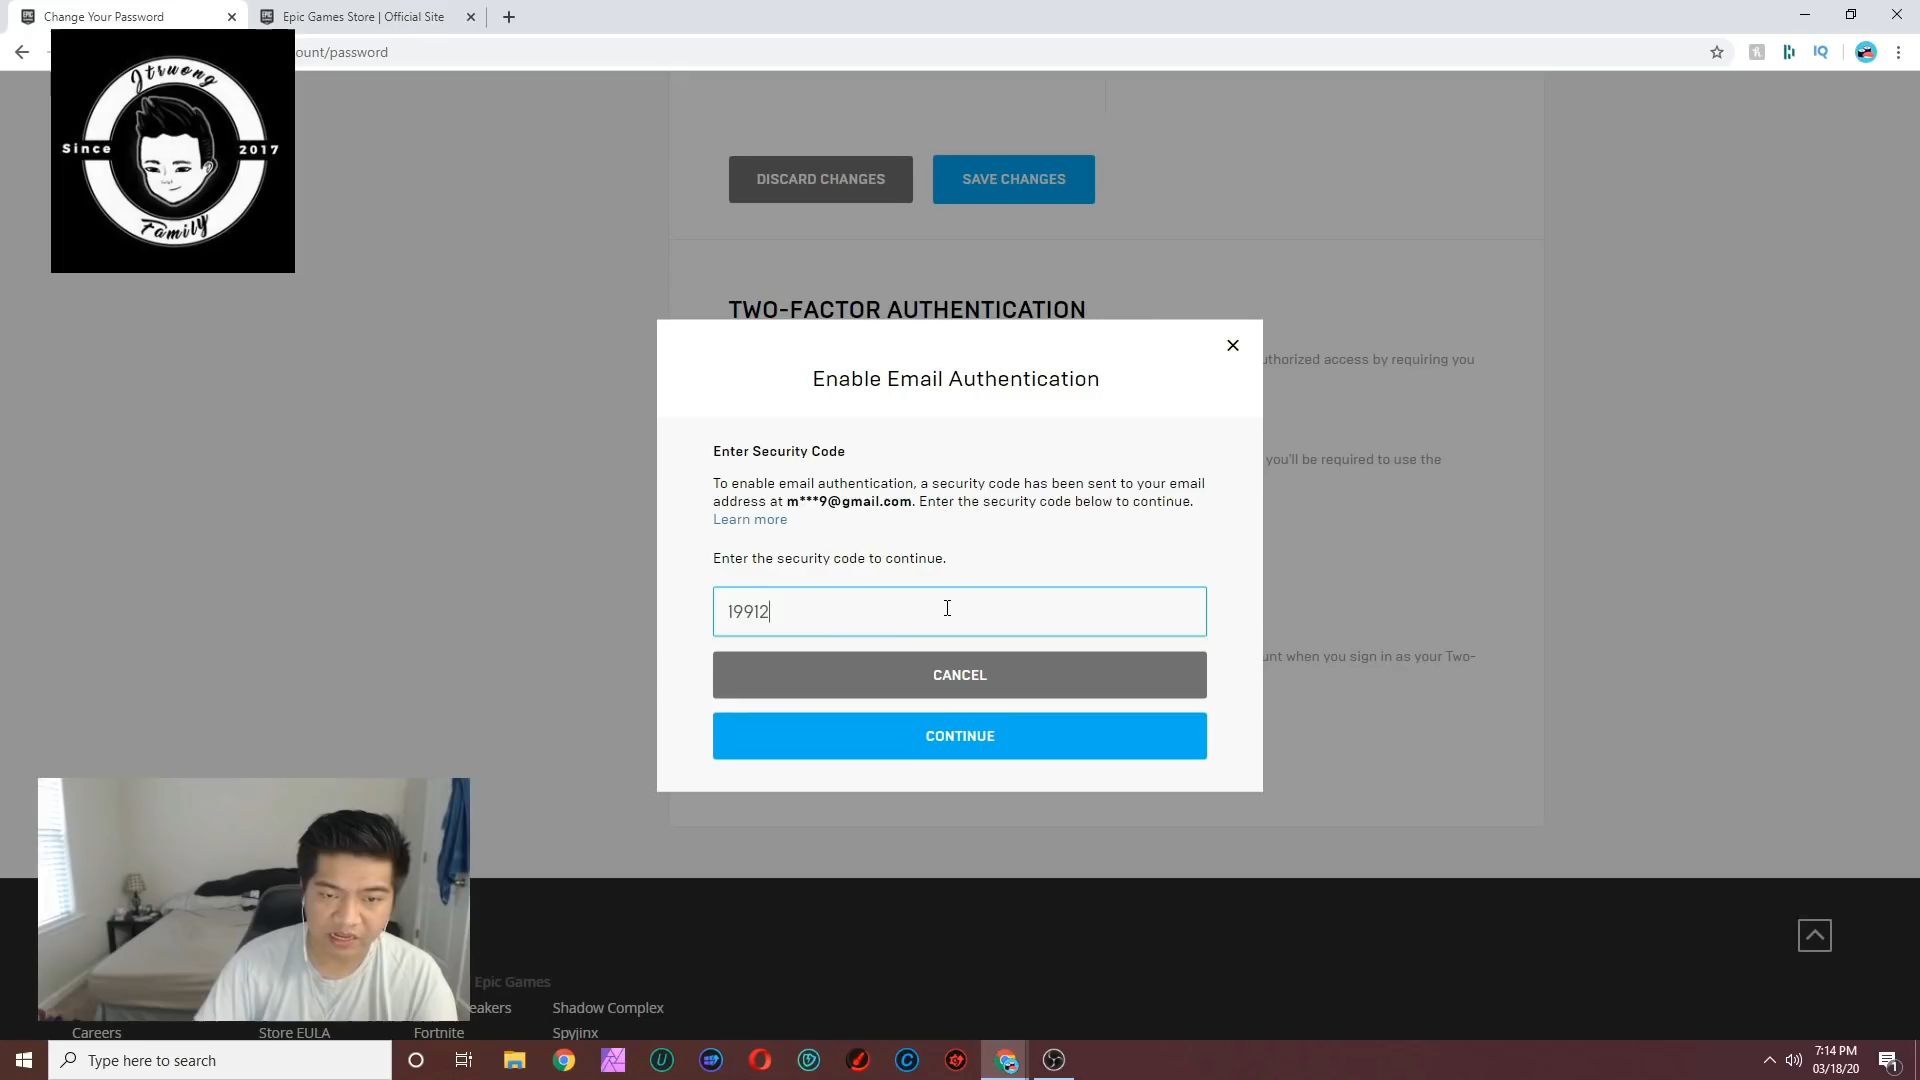 Change Your Password
Epic Games Store | Official Site
ount/password
IQ
Jtruong
Since 2017
Family
DISCARD CHANGES
SAVE CHANGES
TWO-FACTOR AUTHENTICATION
uthorized access by requiring you
Enable Email Authentication
Enter Security Code
you'll be required to use the
To enable email authentication, a security code has been sent to your email
address at m***9@gmail.com. Enter the security code below to continue.
Learn more
Enter the security code to continue.
19912
unt when you sign in as your Two-
CANCEL
CONTINUE
Epic Games
eakers
Shadow Complex
Careers
Store EULA
Fortnite
Spyjinx
Type here to search
7:14 PM
03/18/20
1